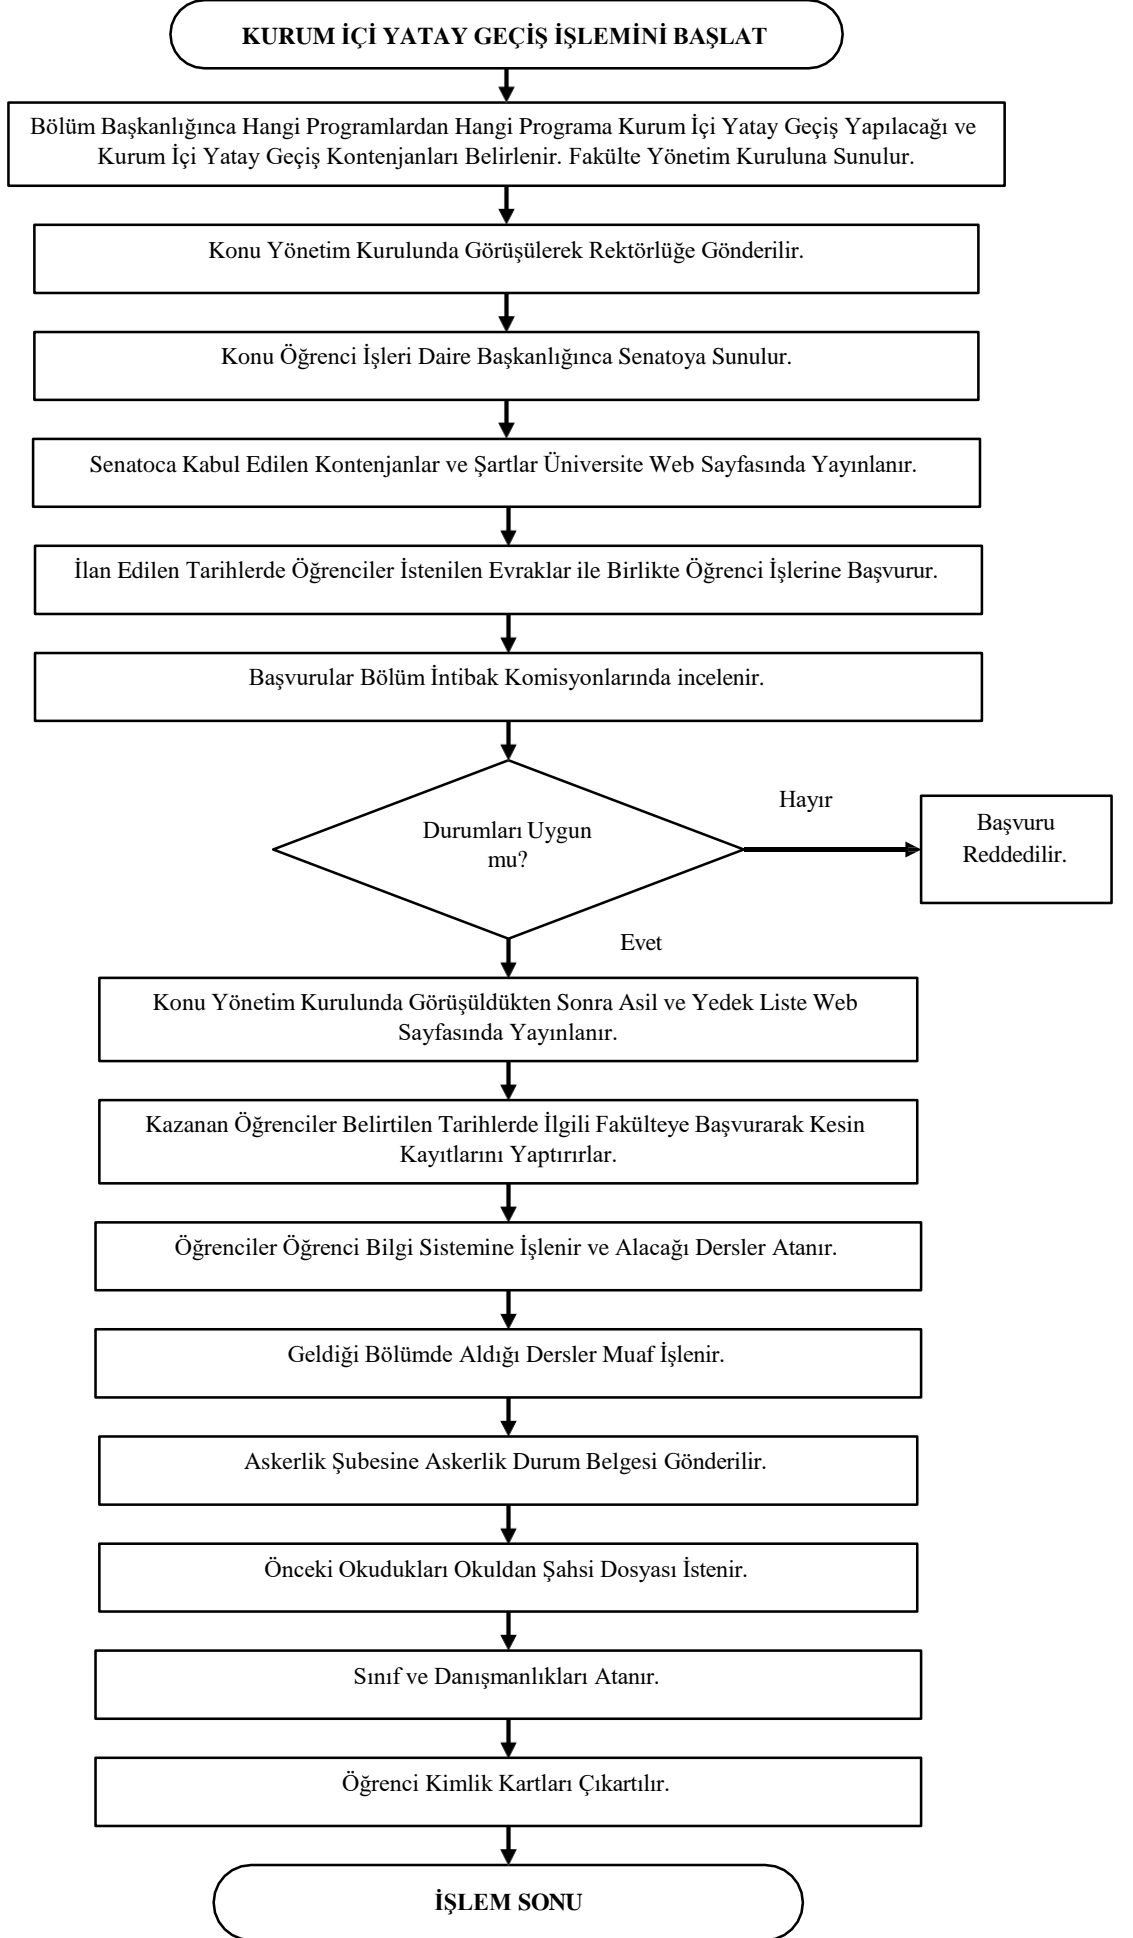 KURUM İÇİ YATAY GEÇİŞ İŞLEMİNİ BAŞLAT
Bölüm Başkanlığınca Hangi Programlardan Hangi Programa Kurum İçi Yatay Geçiş Yapılacağı ve
Kurum İçi Yatay Geçiş Kontenjanları Belirlenir. Fakülte Yönetim Kuruluna Sunulur.
Konu Yönetim Kurulunda Görüşülerek Rektörlüğe Gönderilir.
Konu Öğrenci İşleri Daire Başkanlığınca Senatoya Sunulur.
Senatoca Kabul Edilen Kontenjanlar ve Şartlar Üniversite Web Sayfasında Yayınlanır.
İlan Edilen Tarihlerde Öğrenciler İstenilen Evraklar ile Birlikte Öğrenci İşlerine Başvurur.
Başvurular Bölüm İntibak Komisyonlarında incelenir.
Durumları Uygun
mu?
Hayır
Başvuru
Reddedilir.
Evet
Konu Yönetim Kurulunda Görüşüldükten Sonra Asil ve Yedek Liste Web
Sayfasında Yayınlanır.
Kazanan Öğrenciler Belirtilen Tarihlerde İlgili Fakülteye Başvurarak Kesin
Kayıtlarını Yaptırırlar.
Öğrenciler Öğrenci Bilgi Sistemine İşlenir ve Alacağı Dersler Atanır.
Geldiği Bölümde Aldığı Dersler Muaf İşlenir.
Askerlik Şubesine Askerlik Durum Belgesi Gönderilir.
Önceki Okudukları Okuldan Şahsi Dosyası İstenir.
Sınıf ve Danışmanlıkları Atanır.
Öğrenci Kimlik Kartları Çıkartılır.
İŞLEM SONU